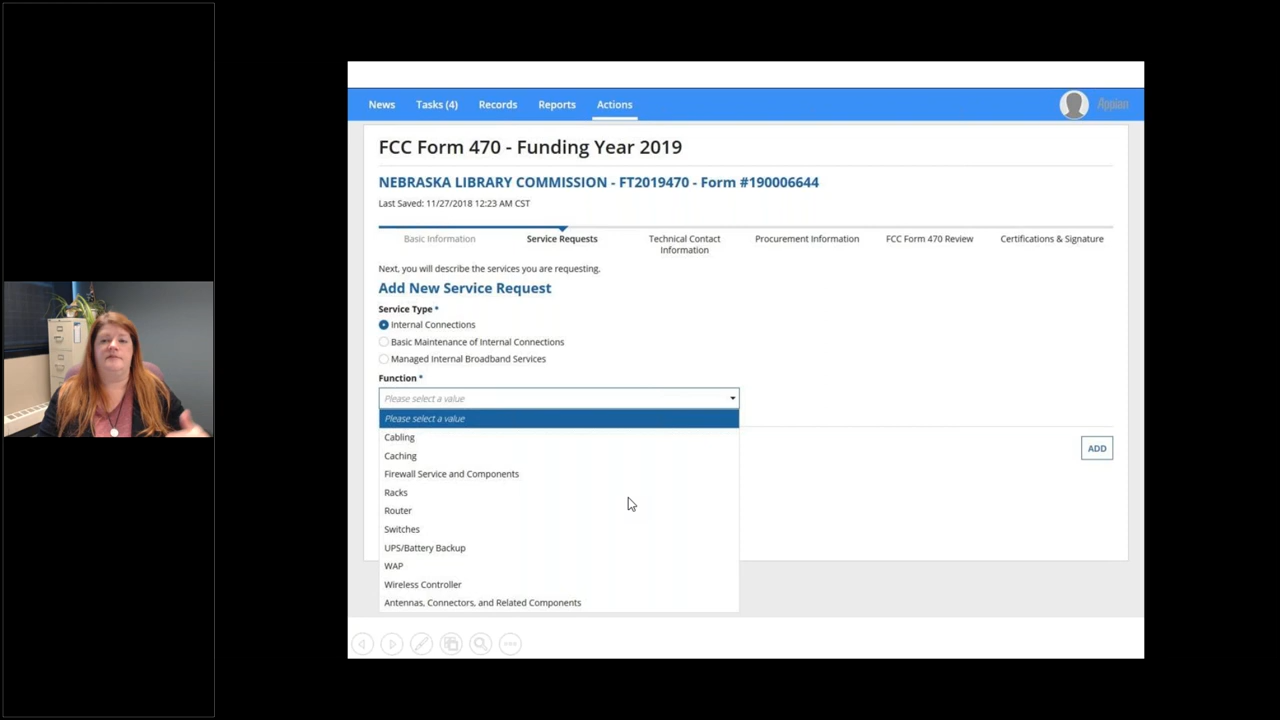 News Tasks (4) Records Reports Actions Appian
FCC Form 470 - Funding Year 2019
NEBRASKA LIBRARY COMMISSION - FT2019470 - Form #190006644
Last Saved: 11/27/2018 12:23 AM CST
Basic Information
Service Requests
Technical Contact
Information
Procurement Information
FCC Form 470 Review
Certifications & Signature
Next, you will describe the services you are requesting.
Add New Service Request
Service Type *
Internal Connections
Basic Maintenance of Internal Connections
Managed Internal Broadband Services
Function *
Please select a value
Please select a value
Cabling
Caching
ADD
Firewall Service and Components
Racks
Router
Switches
UPS/Battery Backup
WAP
Wireless Controller
Antennas, Connectors, and Related Components